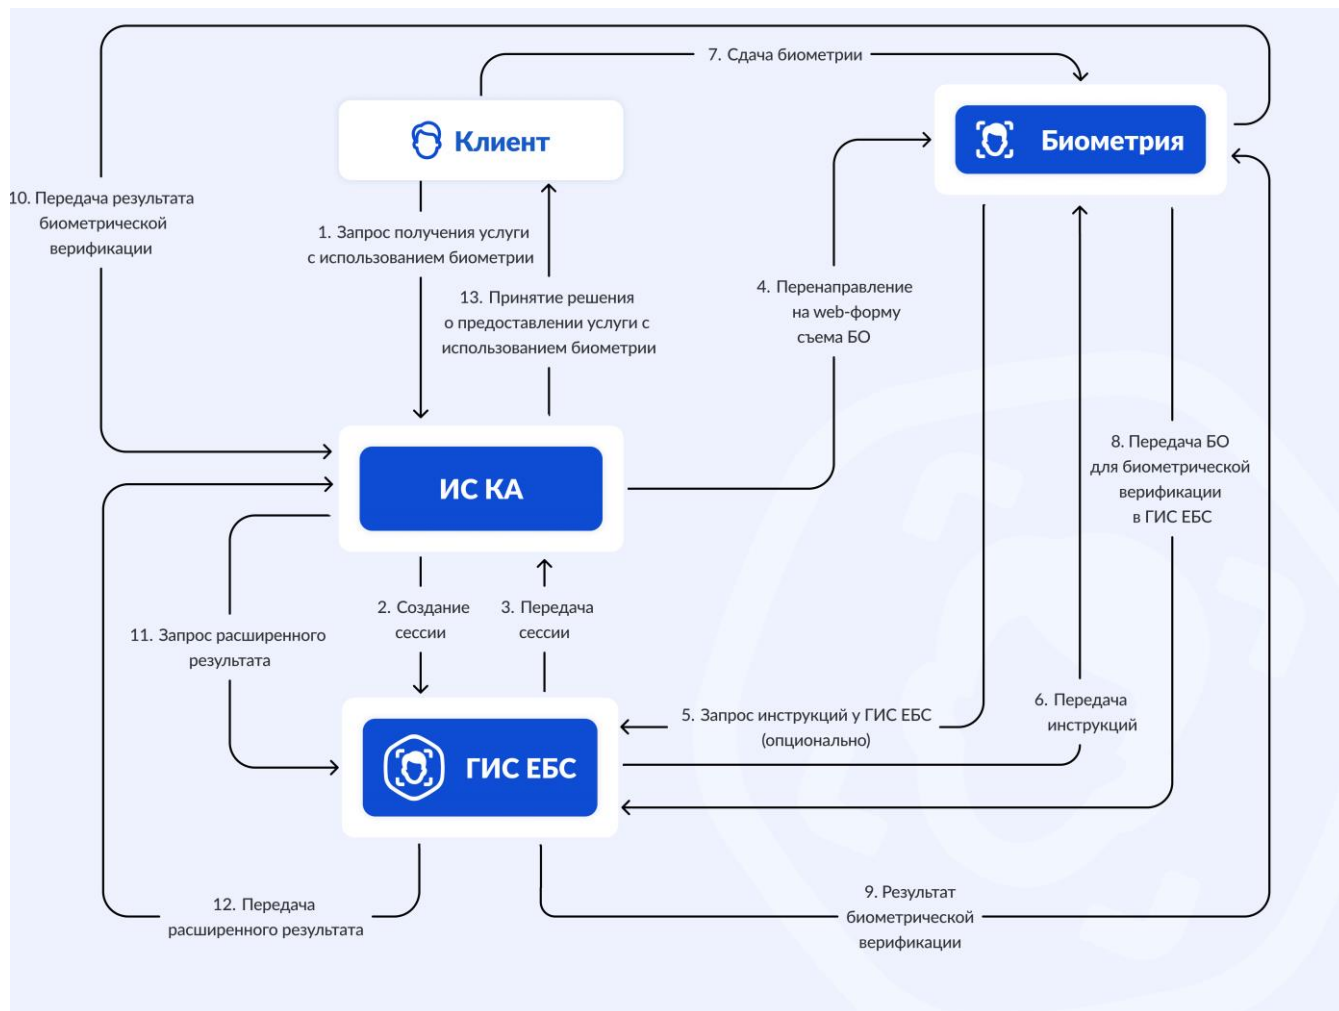 7. Сдача биометрии
Клиент
Биометрия
10. Передача результата
биометрической
верификации
1. Запрос получения услуги
с использованием биометрии
13. Принятие решения
о предоставлении услуги с
использованием биометрии
4. Перенаправление
на web-форму
съема БО
8. Передача БО
для биометрической
верификации
в ГИС ЕБС
ИС КА
2. Создание
сессии
3. Передача
сессии
11. Запрос расширенного
результата
5. Запрос инструкций у ГИС ЕБС
(опционально)
6. Передача
инструкций
ГИС ЕБС
12. Передача
расширенного результата
9. Результат
биометрической
верификации